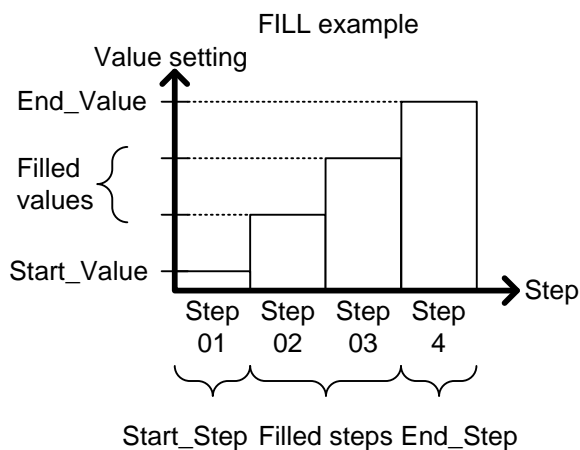 FILL example
Value setting
End_Value
Filled
values
Start_Value
Step
Step Step Step Step
01 02 03 4
Start_Step Filled steps End_Step